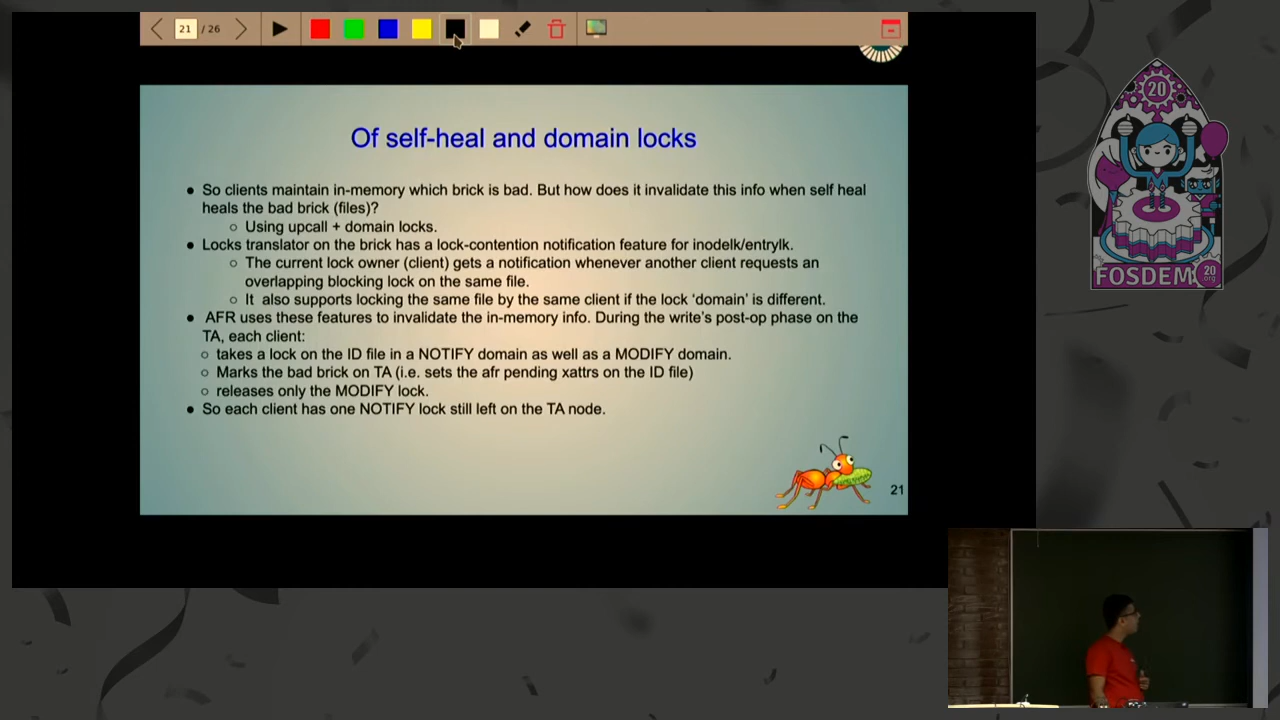 21 / 26
Of self-heal and domain locks
● So clients maintain in-memory which brick is bad. But how does it invalidate this info when self heal
heals the bad brick (files)?
○ Using upcall + domain locks.
● Locks translator on the brick has a lock-contention notification feature for inodelk/entrylk.
○ The current lock owner (client) gets a notification whenever another client requests an
overlapping blocking lock on the same file.
○ It also supports locking the same file by the same client if the lock ‘domain’ is different.
● AFR uses these features to invalidate the in-memory info. During the write’s post-op phase on the
TA, each client:
○ takes a lock on the ID file in a NOTIFY domain as well as a MODIFY domain.
○ Marks the bad brick on TA (i.e. sets the afr pending xattrs on the ID file)
○ releases only the MODIFY lock.
● So each client has one NOTIFY lock still left on the TA node.
21
20
FOSDEM 20
.org